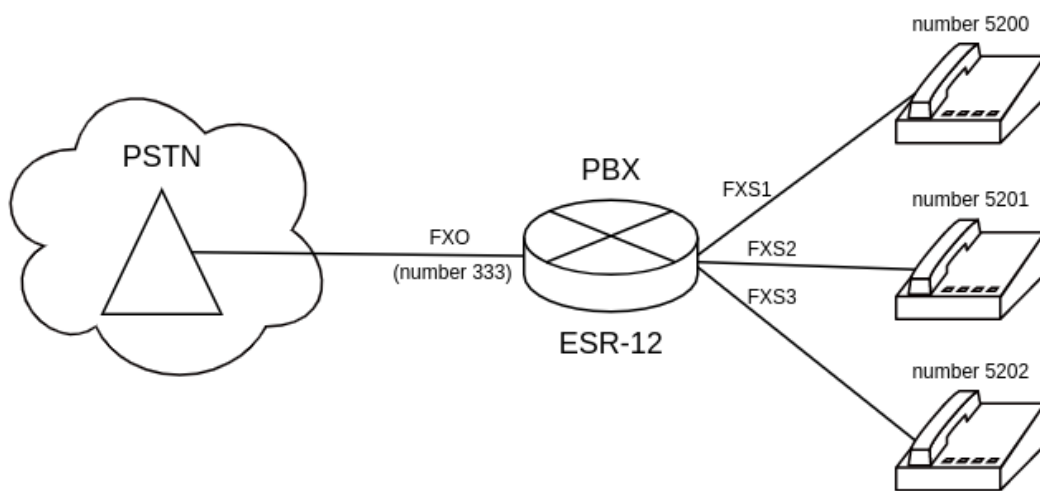 number 5200
PSTN
PBX
FXS1
number 5201
FXO
FXS2
(number 333)
FXS3
ESR-12
number 5202